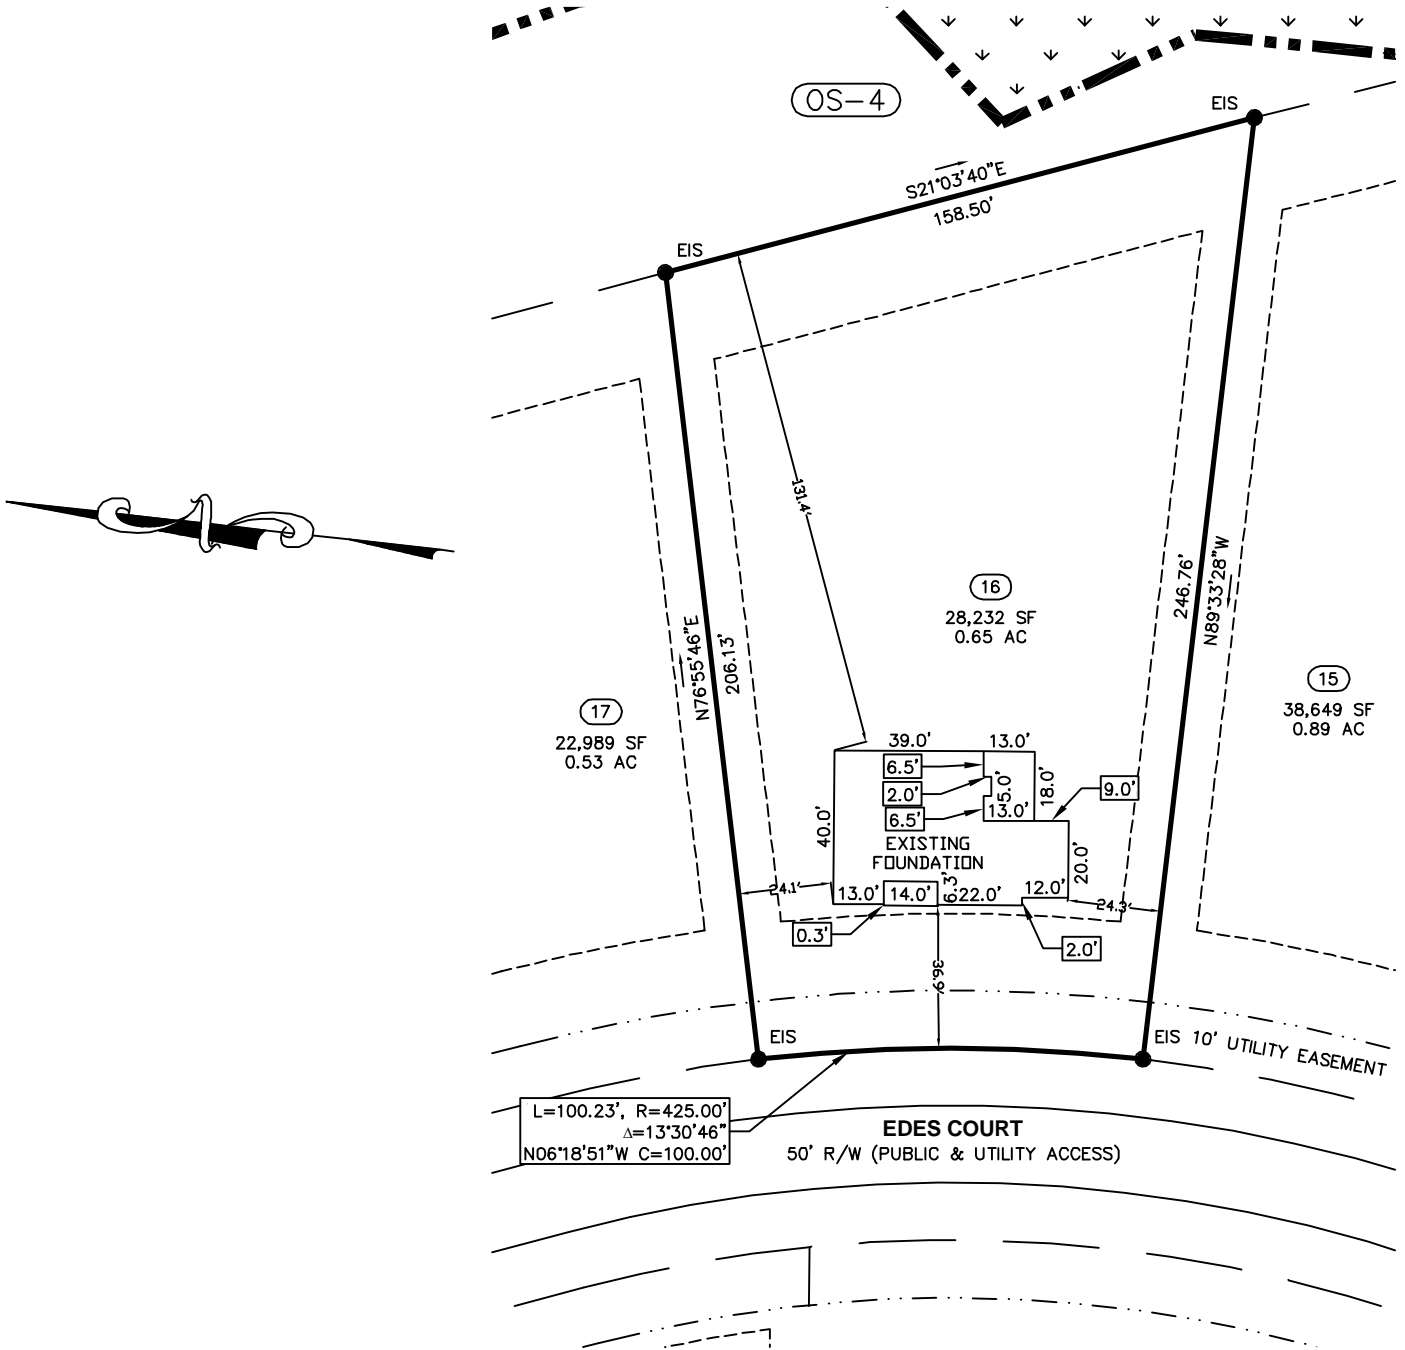 OS-4
EIS
S21°03'40"E
158.50'
EIS
131.4'
246.76'
N89°33'28"W
16
28,232 SF
0.65 AC
N76°55'46"E
206.13'
15
38,649 SF
0.89 AC
17
22,989 SF
0.53 AC
39.0'
13.0'
6.5'
2.0'
5.0'
18.0'
9.0'
6.5'
13.0'
40.0'
EXISTING
FOUNDATION
20.0'
24.1'
13.0'
14.0'
6.3'
22.0'
12.0'
24.3'
0.3'
2.0'
36.9'
EIS
EIS
10' UTILITY EASEMENT
L=100.23', R=425.00'
Δ=13°30'46"
N06°18'51"W C=100.00'
EDES COURT
50' R/W (PUBLIC & UTILITY ACCESS)